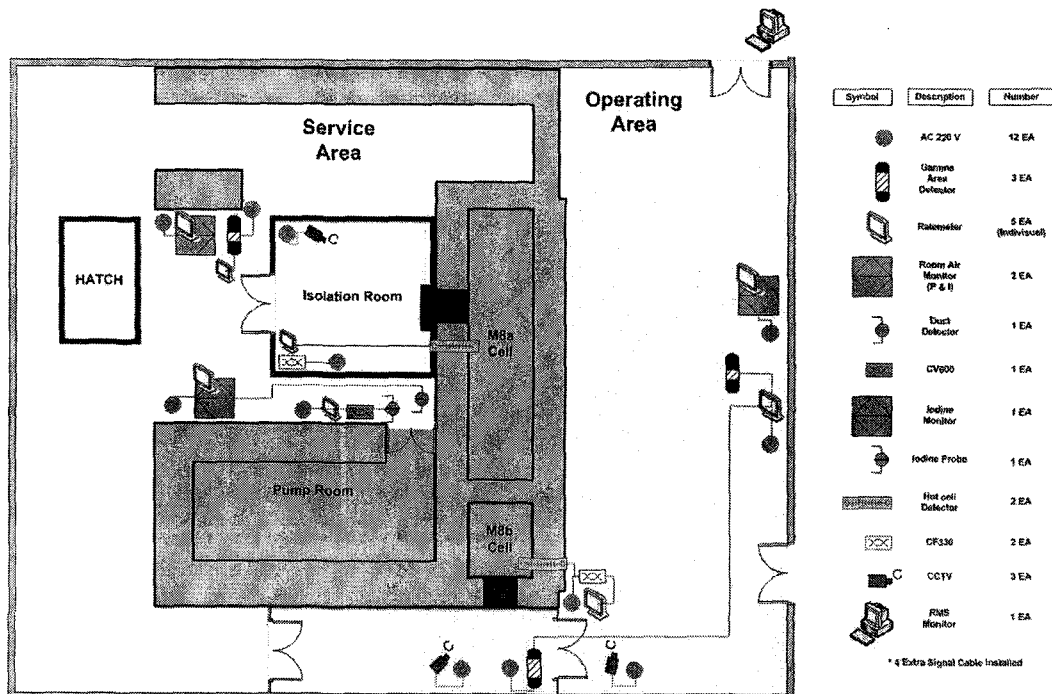 Service
Area
Operating
Area
HATCH
Isolation Room
M8a
Cell
Pump Room
M8b
Cell
Symbol Description Number
AC 220 V 12 EA
Gamma
Area
Detector
3 EA
Ratemeter 5 EA
(Indivisuel)
Room Air
Monitor
(P & I)
2 EA
Duct
Detector
1 EA
CV600 1 EA
Iodine
Monitor
1 EA
Iodine Probe 1 EA
Hot cell
Detector
2 EA
CF330 2 EA
CCTV 3 EA
RMS
Monitor
1 EA
* 4 Extra Signal Cable Installed